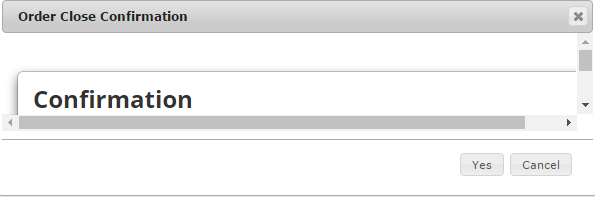 Order Close Confirmation
Confirmation
Yes Cancel